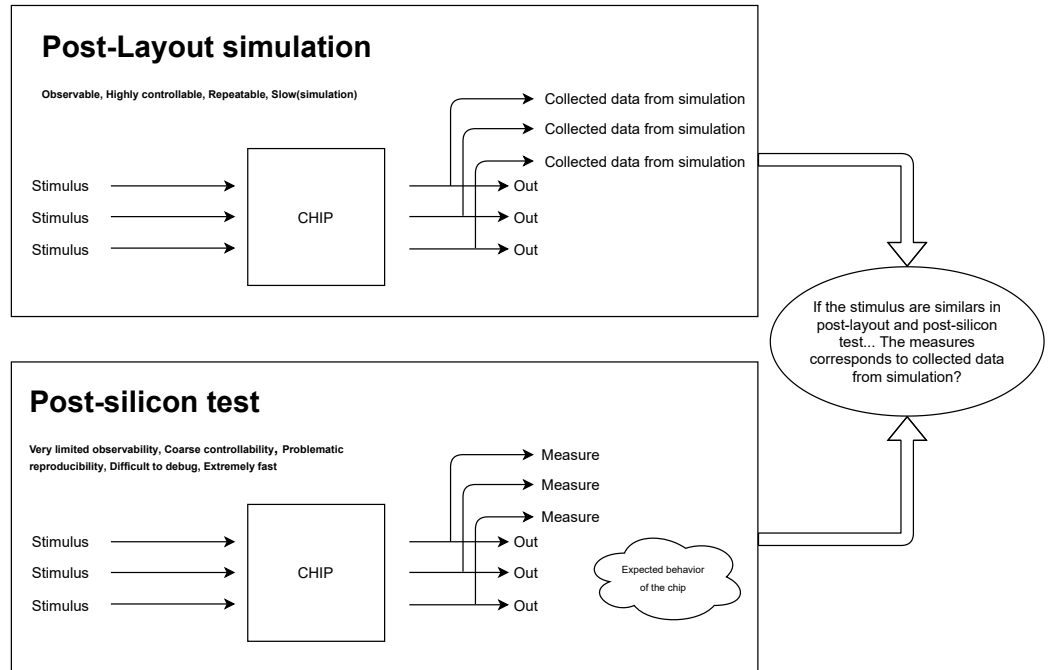 Post-Layout simulation
Observable, Highly controllable, Repeatable, Slow(simulation)
Collected data from simulation
Collected data from simulation
Collected data from simulation
Stimulus
Stimulus
Stimulus
CHIP
Out
Out
Out
If the stimulus are similars in
post-layout and post-silicon
test... The measures
corresponds to collected data
from simulation?
Post-silicon test
Very limited observability, Coarse controllability, Problematic
reproducibility, Difficult to debug, Extremely fast
Measure
Measure
Measure
Stimulus
Stimulus
Stimulus
CHIP
Out
Out
Out
Expected behavior
of the chip